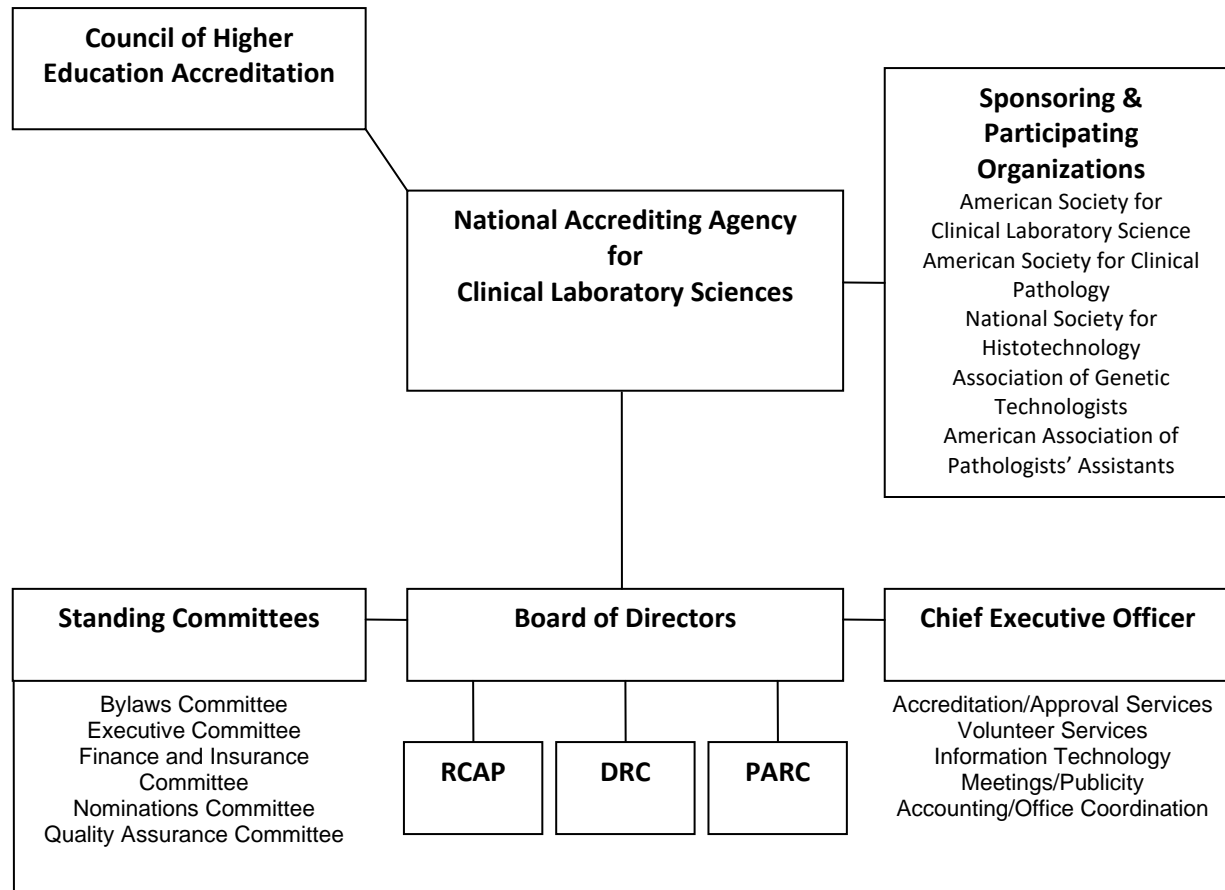 Council of Higher
Education Accreditation
Sponsoring &
Participating
Organizations
American Society for
Clinical Laboratory Science
American Society for Clinical
Pathology
National Society for
Histotechnology
Association of Genetic
Technologists
American Association of
Pathologists’ Assistants
National Accrediting Agency
for
Clinical Laboratory Sciences
Standing Committees
Bylaws Committee
Executive Committee
Finance and Insurance
Committee
Nominations Committee
Quality Assurance Committee
Board of Directors
RCAP
DRC
PARC
Chief Executive Officer
Accreditation/Approval Services
Volunteer Services
Information Technology
Meetings/Publicity
Accounting/Office Coordination